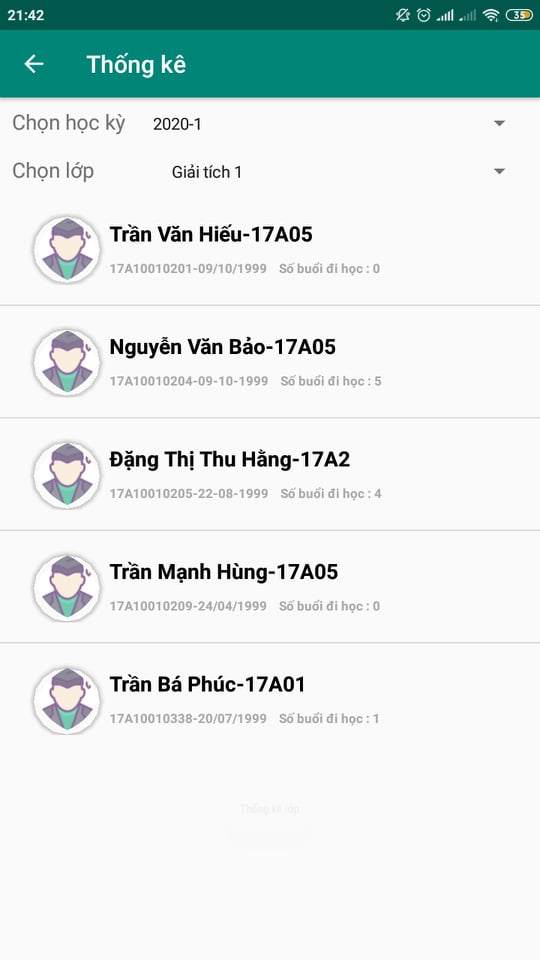 21:42
35
Thống kê
Chọn học kỳ 2020-1
Chọn lớp Giải tích 1
Trần Văn Hiếu-17A05
17A10010201-09/10/1999 Số buổi đi học : 0
Nguyễn Văn Bảo-17A05
17A10010204-09-10-1999 Số buổi đi học : 5
Đặng Thị Thu Hằng-17A2
17A10010205-22-08-1999 Số buổi đi học : 4
Trần Mạnh Hùng-17A05
17A10010209-24/04/1999 Số buổi đi học : 0
Trần Bá Phúc-17A01
17A10010338-20/07/1999 Số buổi đi học : 1
Thống kê lớp